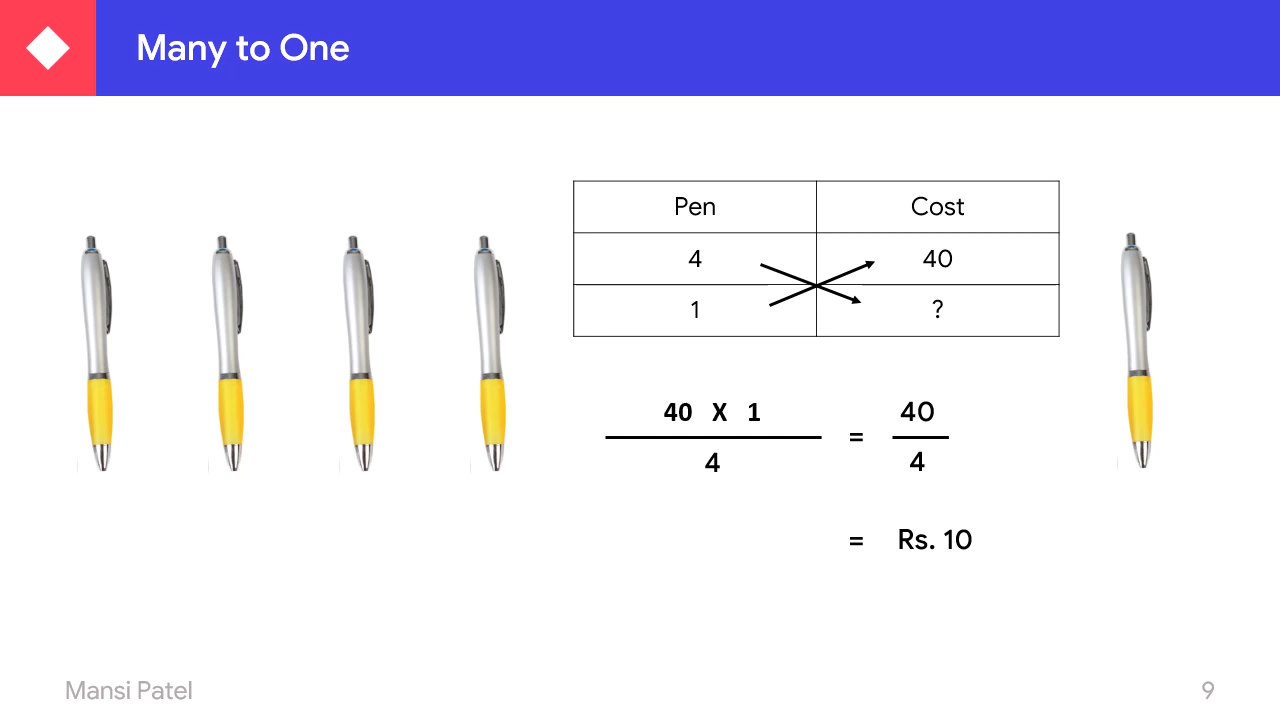 Many to One
Pen Cost
4 40
1 ?
40 X 1
4
=
40
4
= Rs. 10
Mansi Patel 9